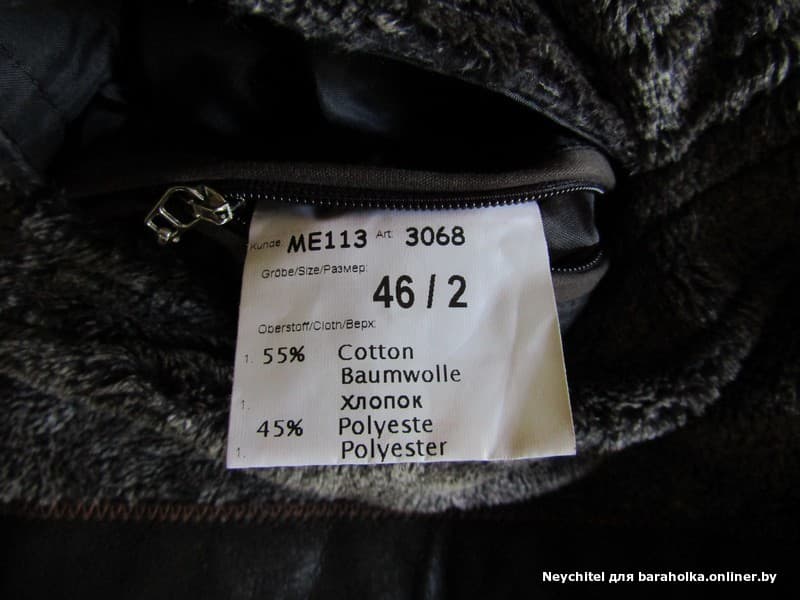 Kunde: ME113 Art: 3068
Größe/Size/Размер:
46 / 2
Oberstoff/Cloth/Верх:
1. 55% Cotton
Baumwolle
1. Хлопок
45% Polyeste
1. Polyester
Neychitel для baraholka.onliner.by